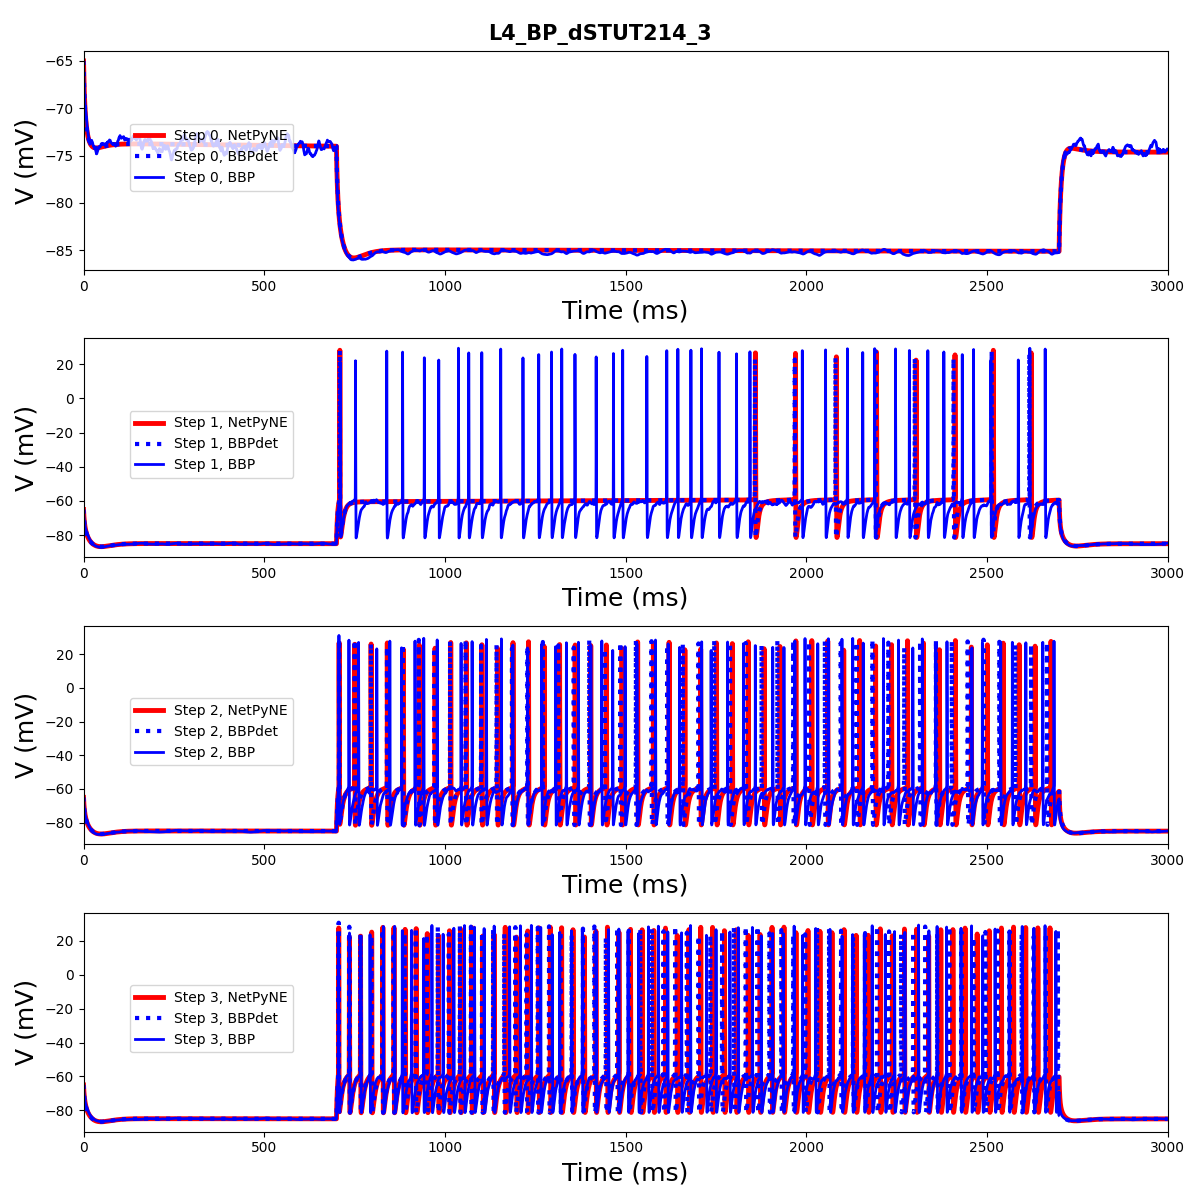 L4_BP_dSTUT214_3
−65
−70
−75
−80
−85
V (mV)
Step 0, NetPyNE
Step 0, BBPdet
Step 0, BBP
0 500 1000 1500 2000 2500 3000
Time (ms)
20
0
−20
−40
−60
−80
V (mV)
Step 1, NetPyNE
Step 1, BBPdet
Step 1, BBP
0 500 1000 1500 2000 2500 3000
Time (ms)
20
0
−20
−40
−60
−80
V (mV)
Step 2, NetPyNE
Step 2, BBPdet
Step 2, BBP
0 500 1000 1500 2000 2500 3000
Time (ms)
20
0
−20
−40
−60
−80
V (mV)
Step 3, NetPyNE
Step 3, BBPdet
Step 3, BBP
0 500 1000 1500 2000 2500 3000
Time (ms)